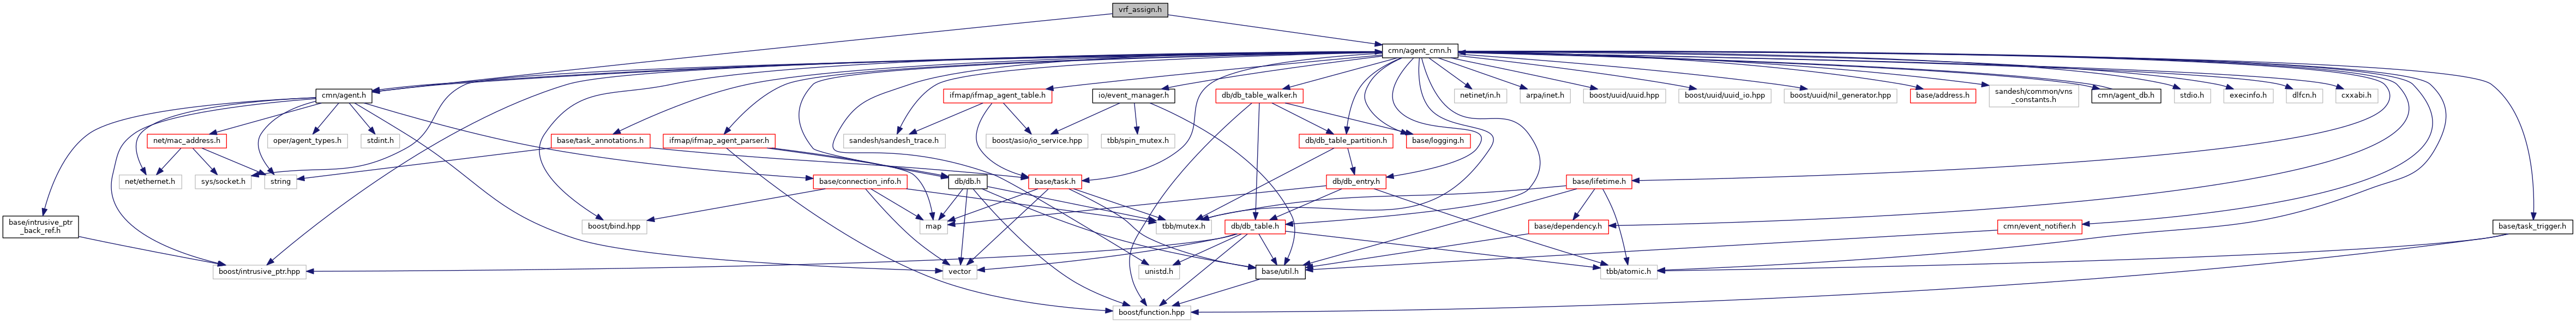 vrf_assign.h
cmn/agent_cmn.h
cmn/agent.h
ifmap/ifmap_agent_table.h
io/event_manager.h
db/db_table_walker.h
netinet/in.h
arpa/inet.h
boost/uuid/uuid.hpp
boost/uuid/uuid_io.hpp
boost/uuid/nil_generator.hpp
base/address.h
sandesh/common/vns
_constants.h
cmn/agent_db.h
stdio.h
execinfo.h
dlfcn.h
cxxabi.h
net/mac_address.h
oper/agent_types.h
stdint.h
base/task_annotations.h
ifmap/ifmap_agent_parser.h
sandesh/sandesh_trace.h
boost/asio/io_service.hpp
tbb/spin_mutex.h
db/db_table_partition.h
base/logging.h
net/ethernet.h
sys/socket.h
string
base/connection_info.h
db/db.h
base/task.h
db/db_entry.h
base/lifetime.h
base/intrusive_ptr
_back_ref.h
boost/bind.hpp
map
tbb/mutex.h
db/db_table.h
base/dependency.h
cmn/event_notifier.h
base/task_trigger.h
boost/intrusive_ptr.hpp
vector
unistd.h
base/util.h
tbb/atomic.h
boost/function.hpp